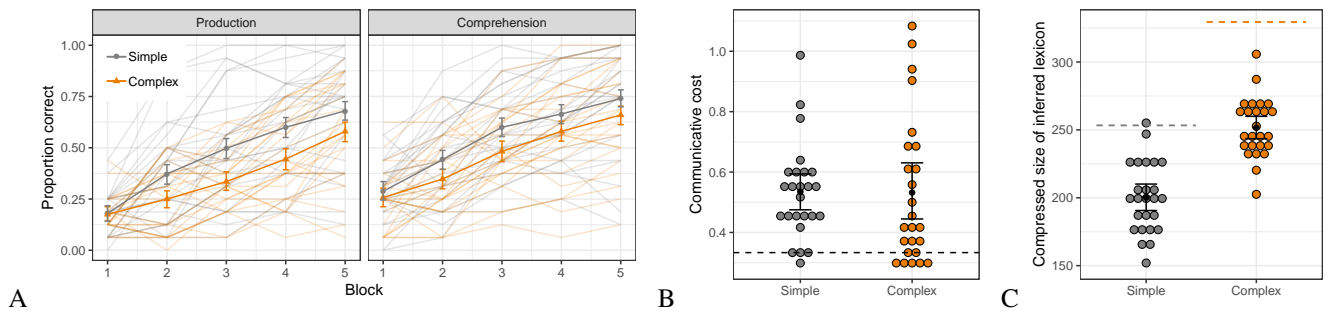 A
Production
Comprehension
Proportion correct
1.00
0.75
0.50
0.25
0.00
Simple
Complex
1 2 3 4 5
1 2 3 4 5
Block
B
Communicative cost
1.0
0.8
0.6
0.4
Simple Complex
C
Compressed size of inferred lexicon
300
250
200
150
Simple Complex